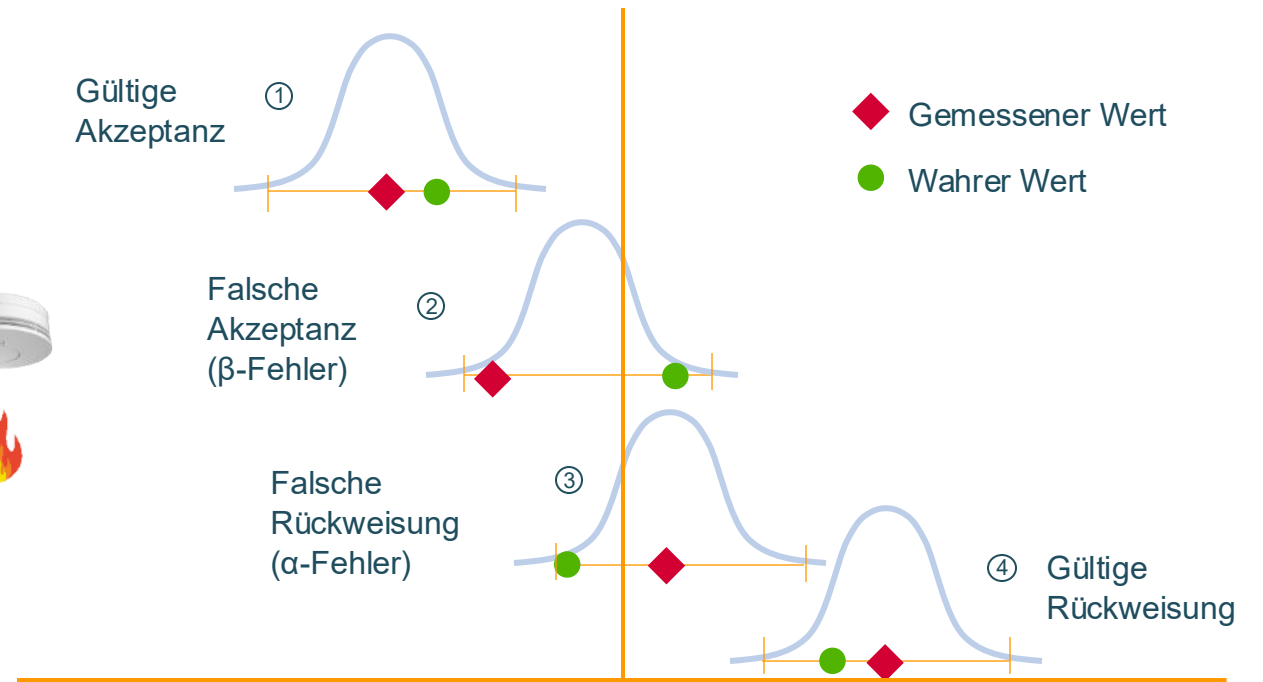 Gültige
Akzeptanz
①
Gemessener Wert
Wahrer Wert
Falsche
Akzeptanz
(β-Fehler)
②
Falsche
Rückweisung
(α-Fehler)
③
④
Gültige
Rückweisung